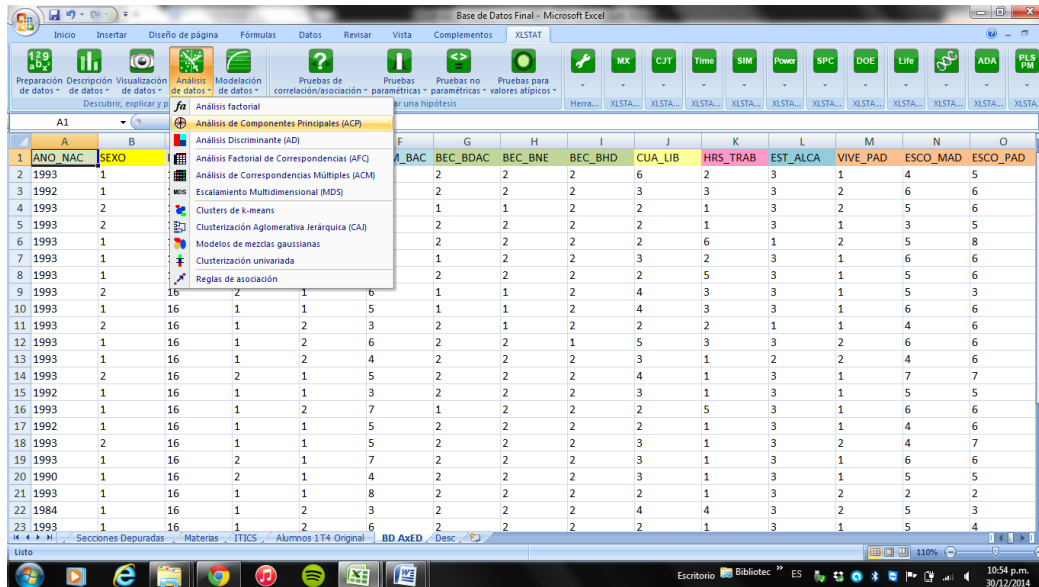 Base de Datos Final - Microsoft Excel
Inicio Insertar Diseño de página Fórmulas Datos Revisar Vista Complementos XLSTAT
MX CJT Time SIM Power SPC DOE Life ADA PLS PM
Preparación de datos Descripción de datos Visualización de datos Análisis de datos Modelación de datos Pruebas de correlación/asociación Pruebas paramétricas Pruebas no paramétricas Pruebas para valores atípicos
Descubrir, explicar y p ar una hipótesis Herra... XLSTA... XLSTA... XLSTA... XLSTA... XLSTA... XLSTA... XLSTA... XLSTA... XLSTA... XLSTA... XLSTA.
fa Análisis factorial
Análisis de Componentes Principales (ACP)
Análisis Discriminante (AD)
Análisis Factorial de Correspondencias (AFC)
Análisis de Correspondencias Múltiples (ACM)
MDS Escalamiento Multidimensional (MDS)
Clusters de k-means
Clusterización Aglomerativa Jerárquica (CAJ)
Modelos de mezclas gaussianas
Clusterización univariada
Reglas de asociación
A1
A B F G H I J K L M N O
1 ANO_NAC SEXO M_BAC BEC_BDAC BEC_BNE BEC_BHD CUA_LIB HRS_TRAB EST_ALCA VIVE_PAD ESCO_MAD ESCO_PAD
2 1993 1 2 2 2 6 2 3 1 4 5
3 1992 1 2 2 2 3 3 3 2 6 6
4 1993 2 1 1 2 2 1 3 2 5 6
5 1993 2 2 2 2 2 1 3 1 3 5
6 1993 1 2 2 2 2 6 1 2 5 8
7 1993 1 1 2 2 3 2 3 1 6 6
8 1993 1 2 2 2 2 5 3 1 5 6
9 1993 2 16 2 1 6 1 1 2 4 3 3 1 5 3
10 1993 1 16 1 1 5 1 1 2 4 3 3 1 6 6
11 1993 2 16 1 2 3 2 1 2 2 2 1 1 4 6
12 1993 1 16 1 2 6 2 2 1 5 3 3 2 6 6
13 1993 1 16 1 2 4 2 2 2 3 1 2 2 4 6
14 1993 2 16 2 1 5 2 2 2 4 1 3 1 7 7
15 1992 1 16 1 1 3 2 2 2 3 1 3 1 5 5
16 1993 1 16 1 2 7 1 2 2 2 5 3 1 6 6
17 1992 1 16 1 1 5 2 2 2 2 1 3 1 4 6
18 1993 2 16 1 1 5 2 2 2 3 1 3 2 4 7
19 1993 1 16 2 1 7 2 2 2 3 1 3 1 6 6
20 1990 1 16 2 1 4 2 2 2 3 1 3 1 5 5
21 1993 1 16 1 1 8 2 2 2 2 1 3 2 2 2
22 1984 1 16 1 2 3 2 2 2 4 4 3 2 5 3
23 1993 1 16 1 2 6 2 2 2 2 1 3 1 5 4
Secciones Depuradas Materias ITICS Alumnos 1T4 Original BD AxED Desc
Listo 110%
Escritorio Bibliotec » ES 10:54 p.m.
30/12/2014